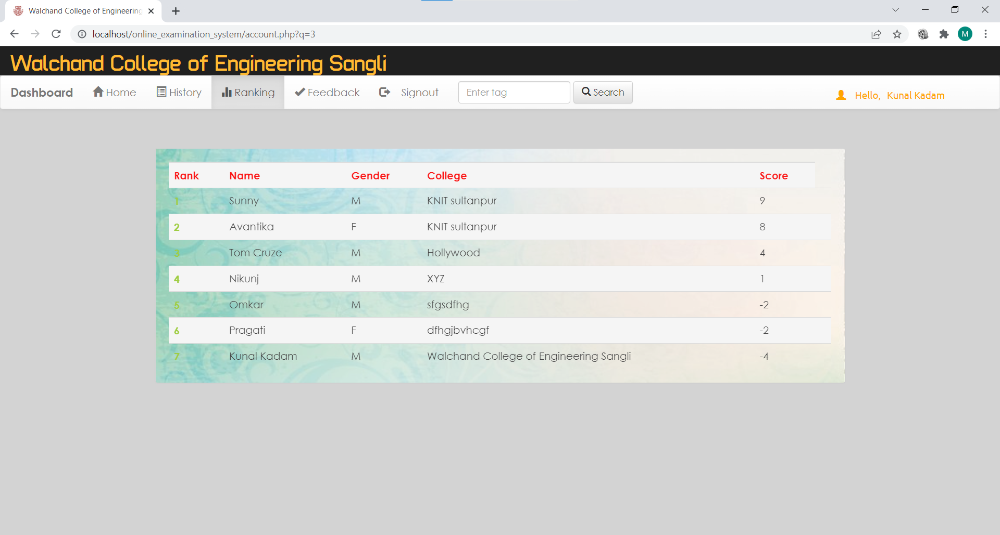 Walchand College of Engineering
localhost/online_examination_system/account.php?q=3
M
Walchand College of Engineering Sangli
Dashboard Home History Ranking Feedback Signout Enter tag Search Hello, Kunal Kadam
Rank Name Gender College Score
1 Sunny M KNIT sultanpur 9
2 Avantika F KNIT sultanpur 8
3 Tom Cruze M Hollywood 4
4 Nikunj M XYZ 1
5 Omkar M sfgsdfhg -2
6 Pragati F dfhgjbvhcgf -2
7 Kunal Kadam M Walchand College of Engineering Sangli -4